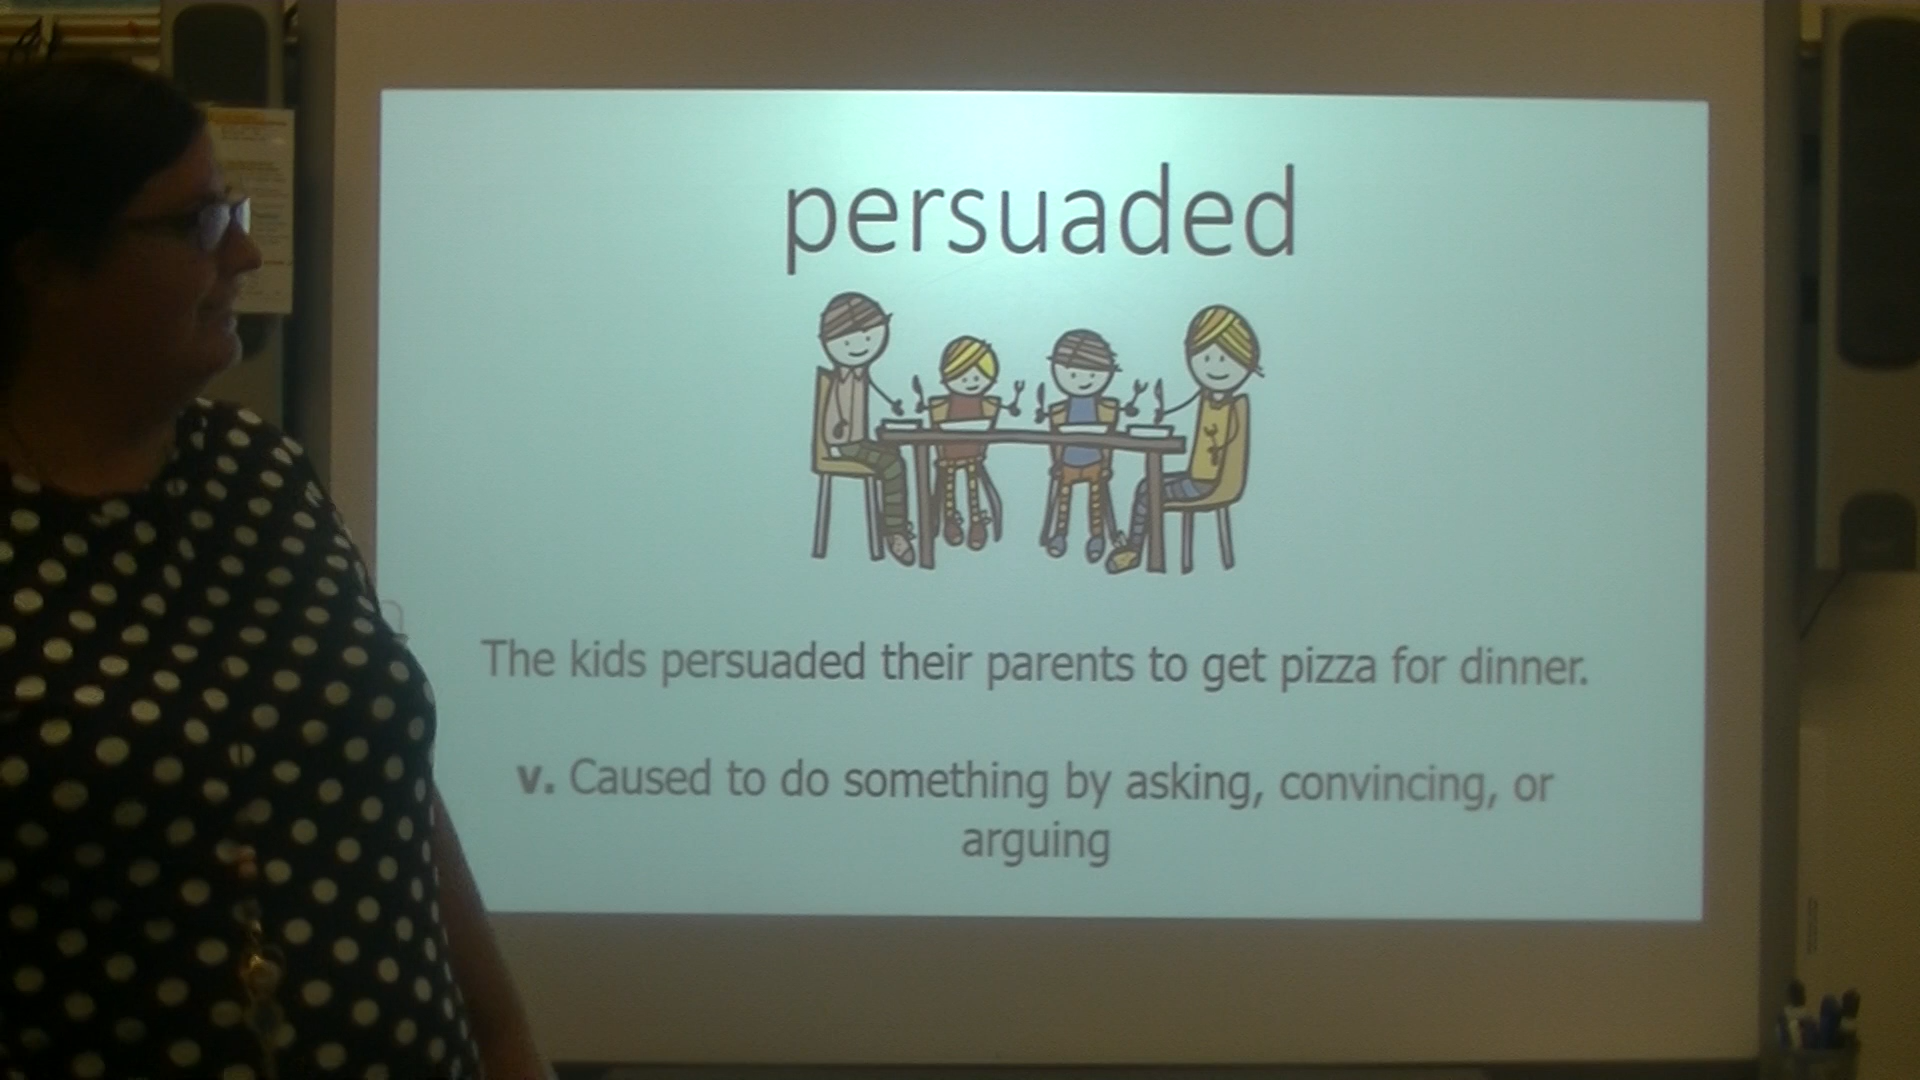 persuaded
The kids persuaded their parents to get pizza for dinner.
v. Caused to do something by asking, convincing, or
arguing